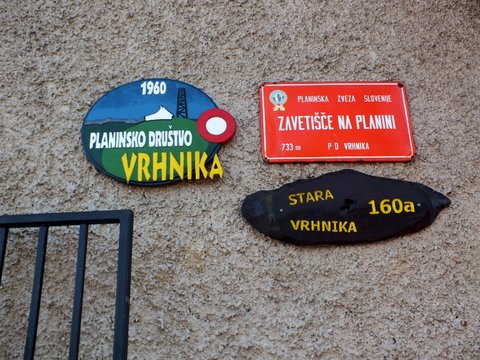 1960
PLANINSKO DRUŠTVO
VRHNIKA
PLANINSKA ZVEZA SLOVENIJE
ZAVETIŠČE NA PLANINI
733 m P D VRHNIKA
STARA
VRHNIKA
160a